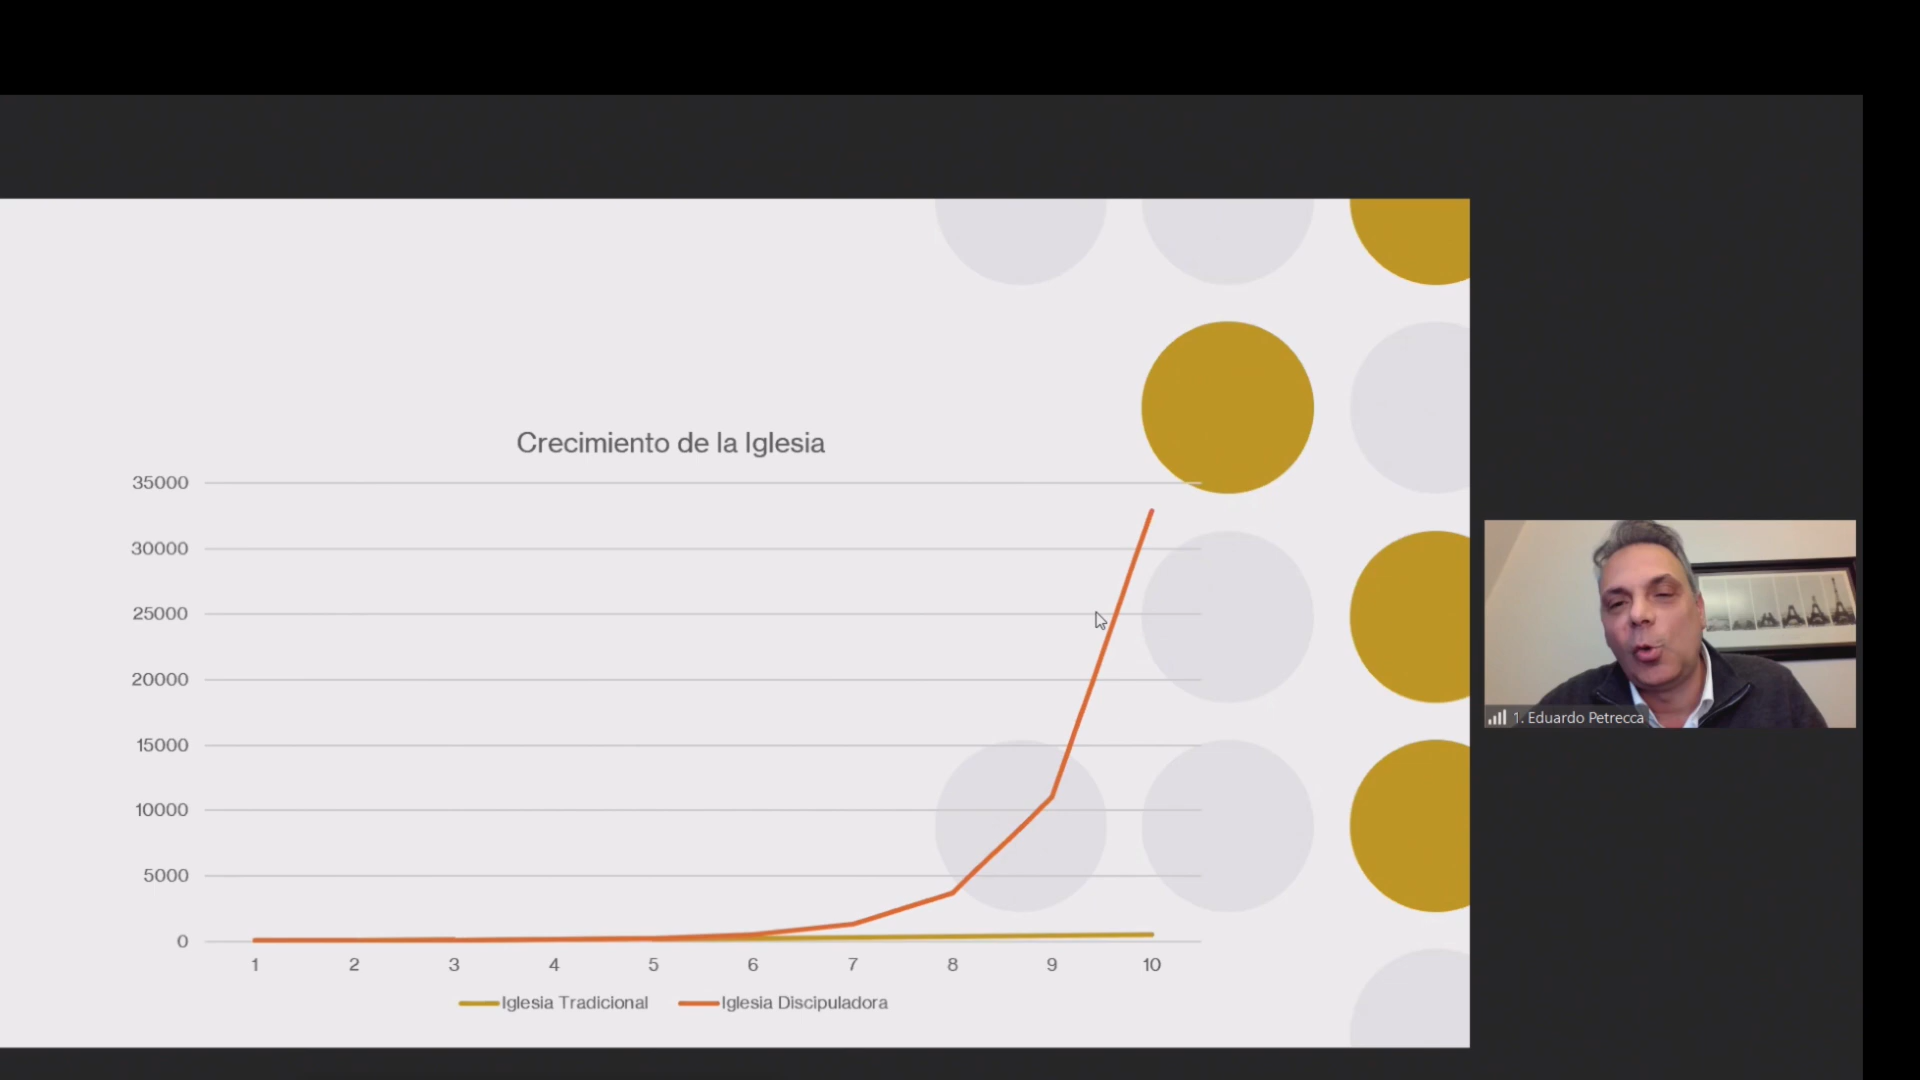 Crecimiento de la Iglesia
35000
30000
25000
20000
15000
10000
5000
0
1 2 3 4 5 6 7 8 9 10
Iglesia Tradicional Iglesia Discipuladora
1. Eduardo Petrecca